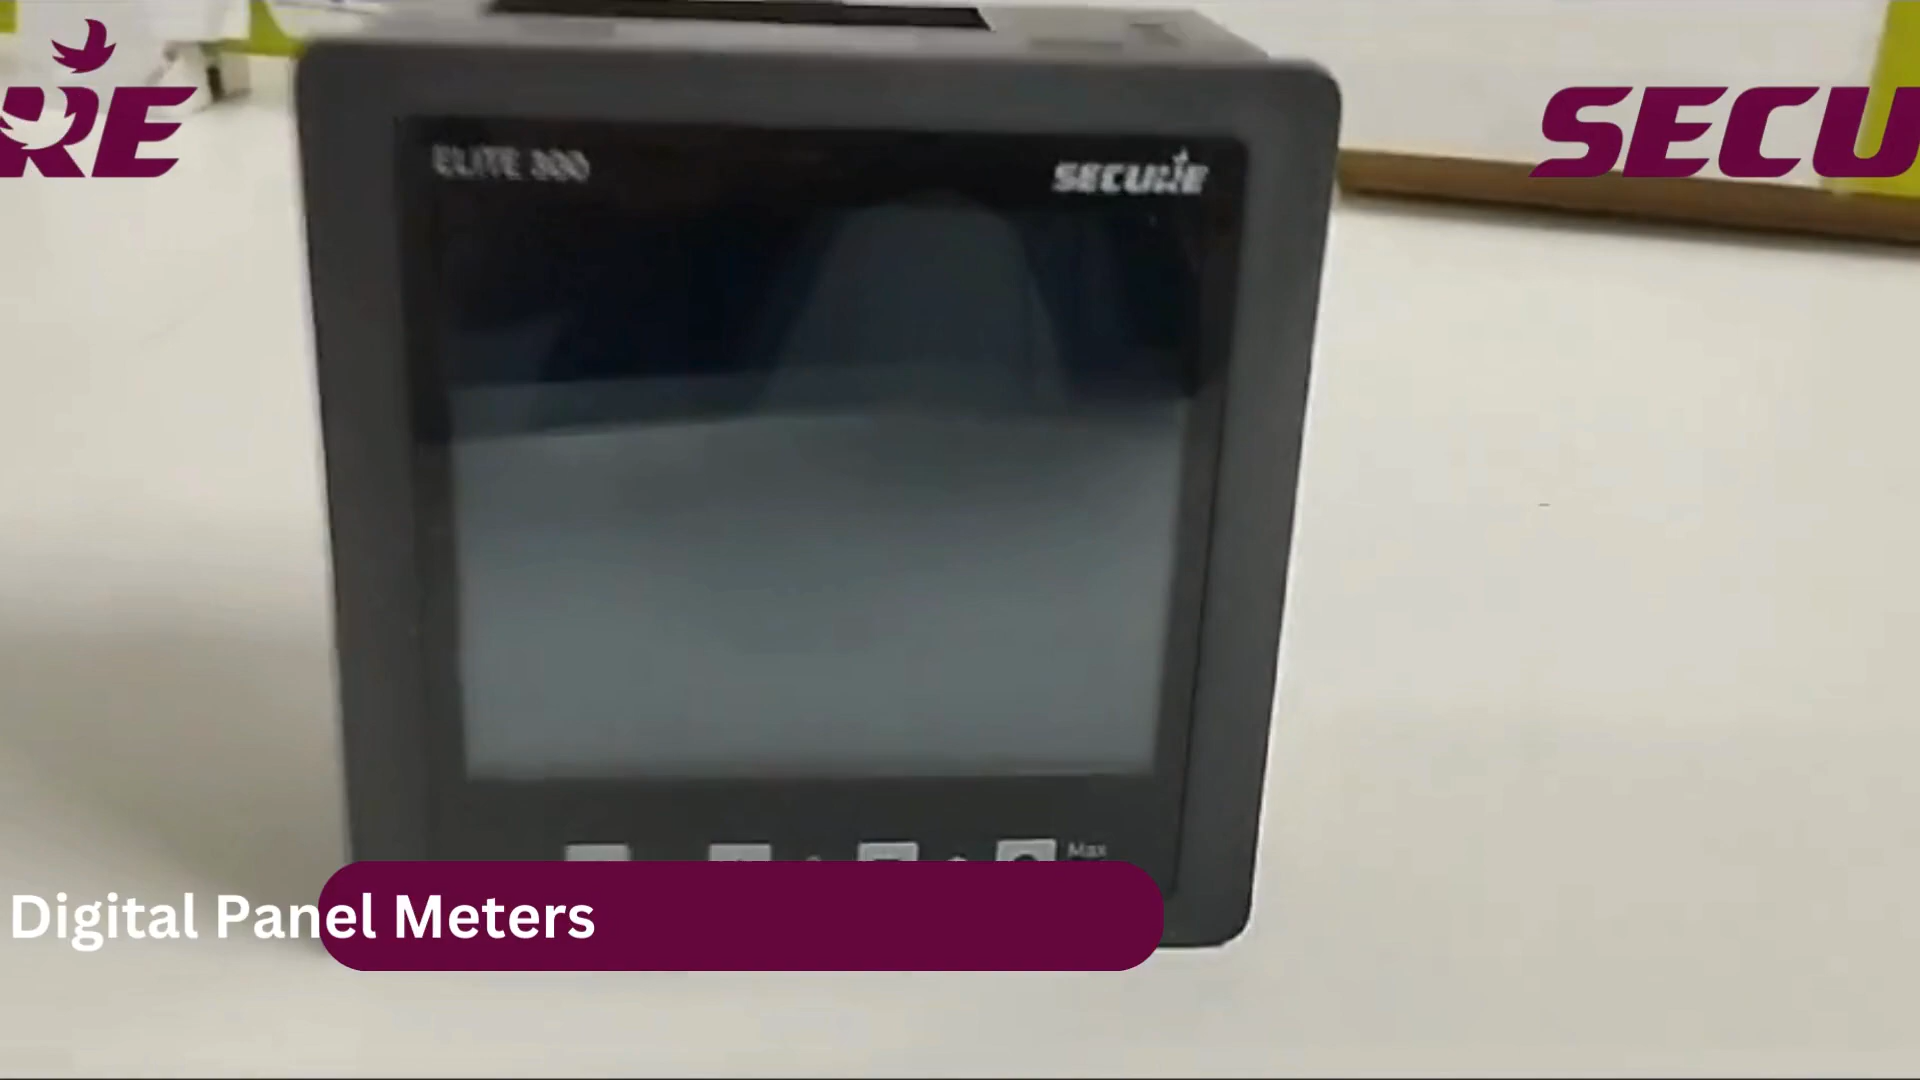 RE
SECU
ELITE 300
SECURE
Max
Digital Panel Meters